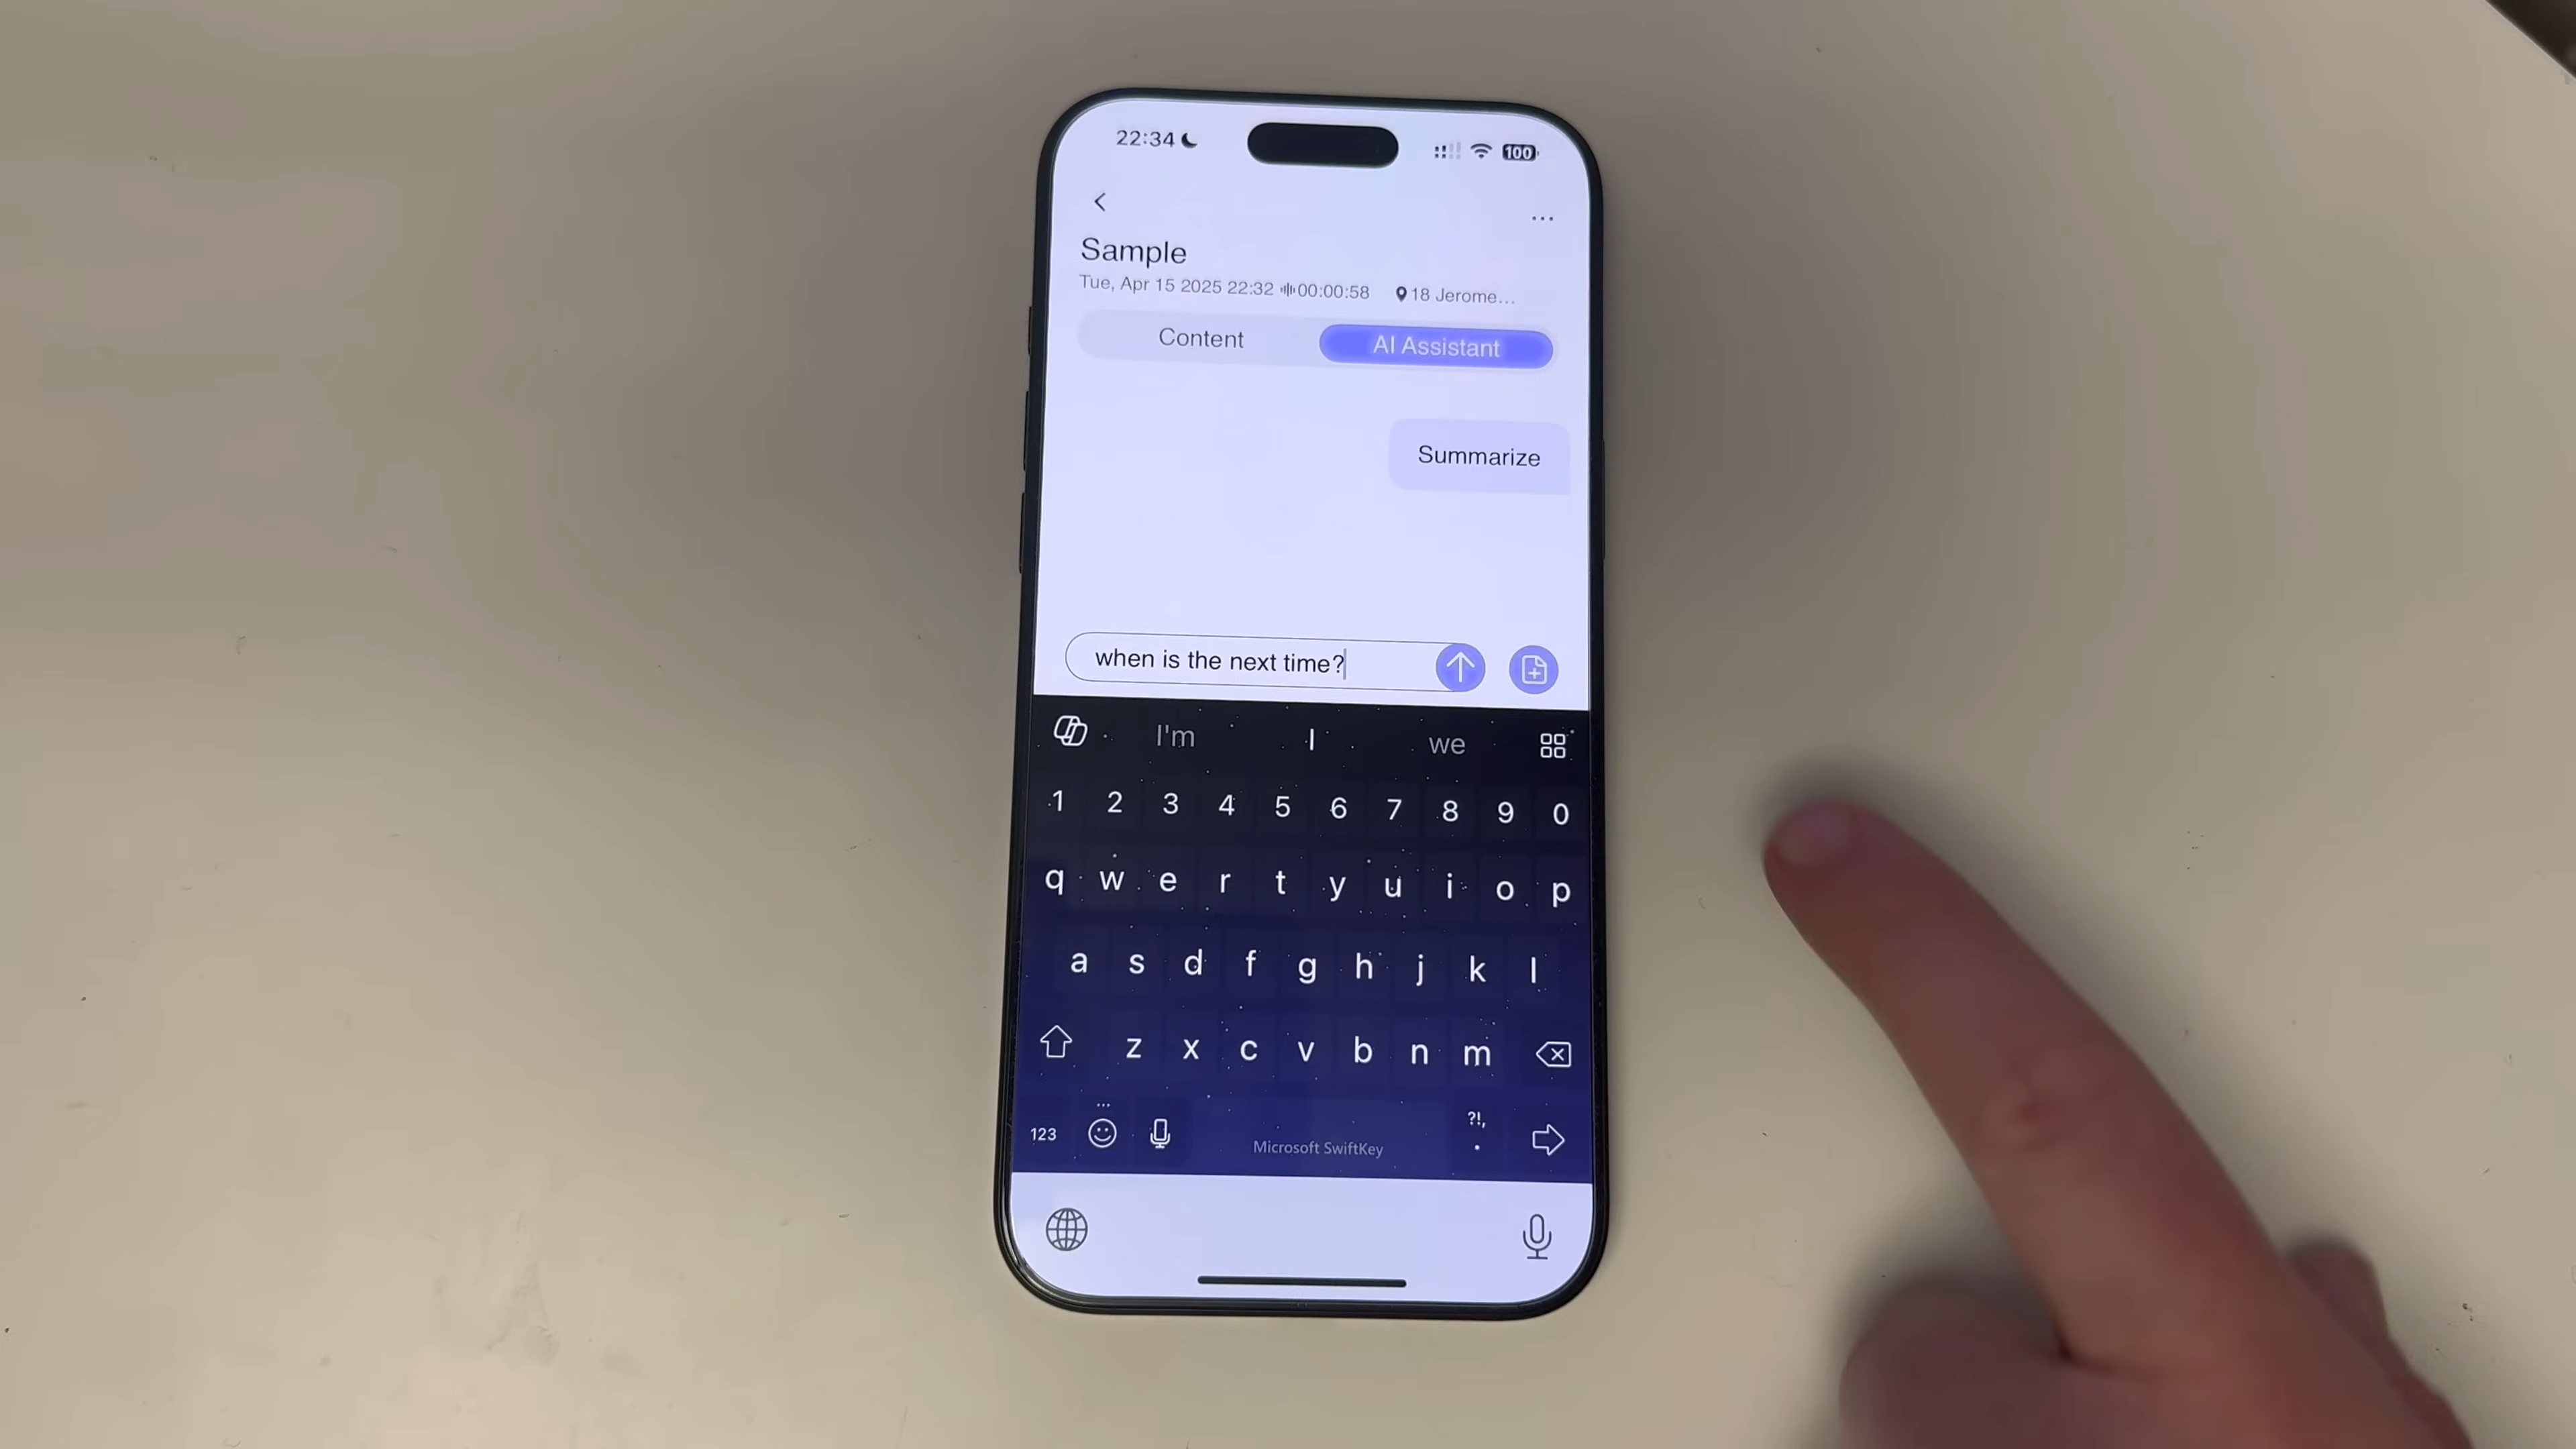 22:34
100
Sample
Tue, Apr 15 2025 22:32 00:00:58 18 Jerome...
Content AI Assistant
Summarize
when is the next time?
I'm I we
1 2 3 4 5 6 7 8 9 0
q w e r t y u i o p
a s d f g h j k l
z x c v b n m
123 Microsoft SwiftKey ?!, .